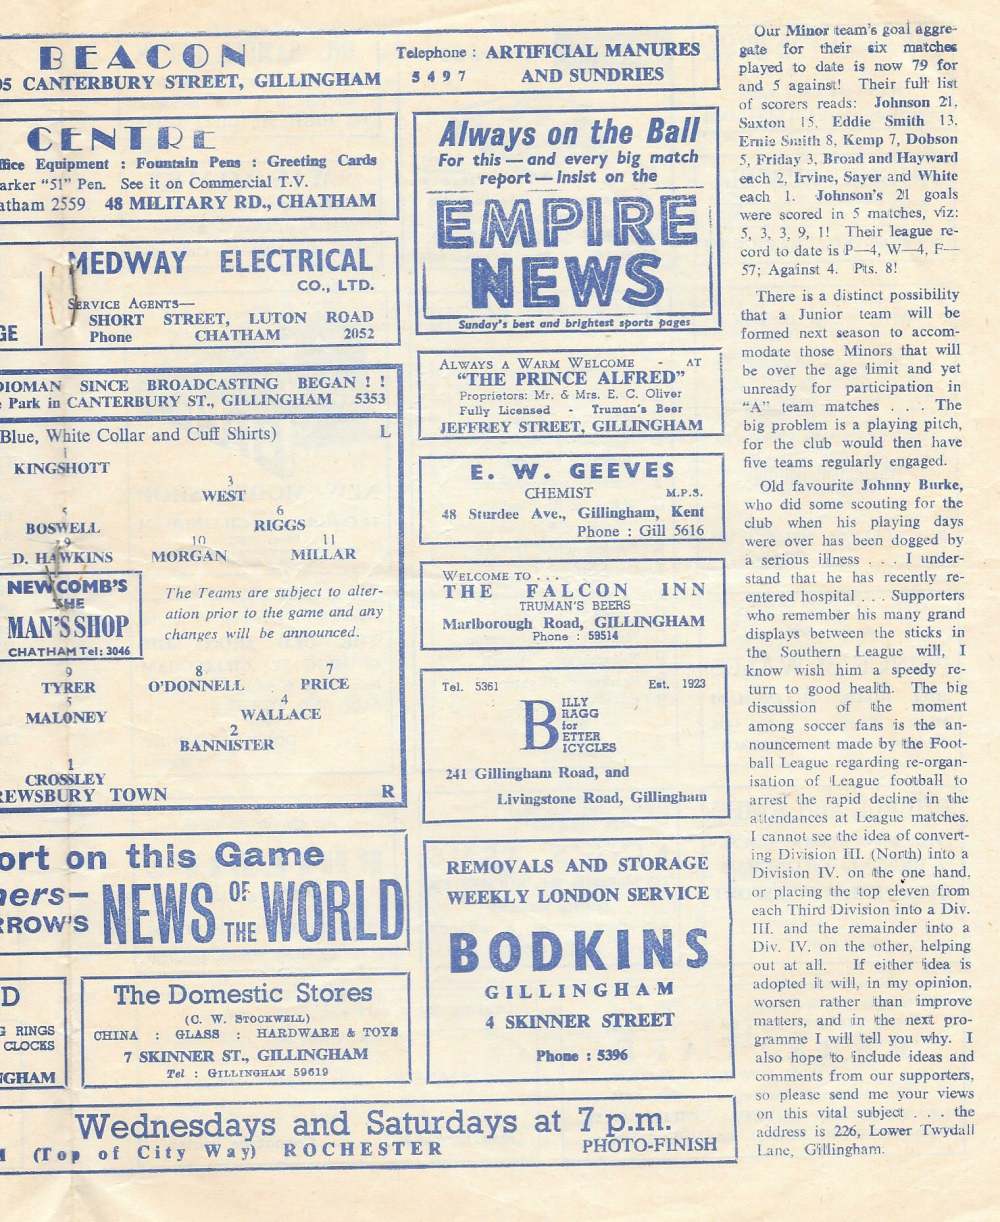 BEACON
Telephone : ARTIFICIAL MANURES
05 CANTERBURY STREET, GILLINGHAM
5497 AND SUNDRIES
CENTRE
ffice Equipment : Fountain Pens : Greeting Cards
arker "51" Pen. See it on Commercial T.V.
atham 2559 48 MILITARY RD., CHATHAM
MEDWAY ELECTRICAL
CO., LTD.
SERVICE AGENTS—
SHORT STREET, LUTON ROAD
GE
Phone CHATHAM 2052
DIOMAN SINCE BROADCASTING BEGAN ! !
e Park in CANTERBURY ST., GILLINGHAM 5353
Blue, White Collar and Cuff Shirts) L
1
KINGSHOTT
3
WEST
5 6
BOSWELL RIGGS
9 10 11
D. HAWKINS MORGAN MILLAR
NEWCOMB'S
THE
MAN'S SHOP
CHATHAM Tel: 3046
The Teams are subject to alter-
ation prior to the game and any
changes will be announced.
9 8 7
TYRER O'DONNELL PRICE
5 4
MALONEY WALLACE
2
BANNISTER
1
CROSSLEY
REWSBURY TOWN R
ort on this Game
ners—
RROW'S
NEWS OF THE WORLD
D
G RINGS
CLOCKS
NGHAM
The Domestic Stores
(C. W. STOCKWELL)
CHINA : GLASS : HARDWARE & TOYS
7 SKINNER ST., GILLINGHAM
Tel : GILLINGHAM 59619
Always on the Ball
For this — and every big match
report — Insist on the
EMPIRE
NEWS
Sunday's best and brightest sports pages
ALWAYS A WARM WELCOME - AT
"THE PRINCE ALFRED"
Proprietors: Mr. & Mrs. E. C. Oliver
Fully Licensed - Truman's Beer
JEFFREY STREET, GILLINGHAM
E. W. GEEVES
CHEMIST M.P.S.
48 Sturdee Ave., Gillingham, Kent
Phone : Gill 5616
WELCOME TO . . .
THE FALCON INN
TRUMAN'S BEERS
Marlborough Road, GILLINGHAM
Phone : 59514
Tel. 5361 Est. 1923
BILLY
RAGG
for
BETTER
BICYCLES
241 Gillingham Road, and
Livingstone Road, Gillingham
REMOVALS AND STORAGE
WEEKLY LONDON SERVICE
BODKINS
GILLINGHAM
4 SKINNER STREET
Phone : 5396
Wednesdays and Saturdays at 7 p.m.
M (Top of City Way) ROCHESTER PHOTO-FINISH
Our Minor team's goal aggre-
gate for their six matches
played to date is now 79 for
and 5 against! Their full list
of scorers reads: Johnson 21,
Saxton 15, Eddie Smith 13,
Ernie Smith 8, Kemp 7, Dobson
5, Friday 3, Broad and Hayward
each 2, Irvine, Sayer and White
each 1. Johnson's 21 goals
were scored in 5 matches, viz:
5, 3, 3, 9, 1! Their league re-
cord to date is P—4, W—4, F—
57; Against 4. Pts. 8!
There is a distinct possibility
that a Junior team will be
formed next season to accom-
modate those Minors that will
be over the age limit and yet
unready for participation in
"A" team matches . . . The
big problem is a playing pitch,
for the club would then have
five teams regularly engaged.
Old favourite Johnny Burke,
who did some scouting for the
club when his playing days
were over has been dogged by
a serious illness . . . I under-
stand that he has recently re-
entered hospital . . . Supporters
who remember his many grand
displays between the sticks in
the Southern League will, I
know wish him a speedy re-
turn to good health. The big
discussion of the moment
among soccer fans is the an-
nouncement made by the Foot-
ball League regarding re-organ-
isation of League football to
arrest the rapid decline in the
attendances at League matches.
I cannot see the idea of convert-
ing Division III. (North) into a
Division IV. on the one hand,
or placing the top eleven from
each Third Division into a Div.
III. and the remainder into a
Div. IV. on the other, helping
out at all. If either idea is
adopted it will, in my opinion,
worsen rather than improve
matters, and in the next pro-
gramme I will tell you why. I
also hope to include ideas and
comments from our supporters,
so please send me your views
on this vital subject . . . the
address is 226, Lower Twydall
Lane, Gillingham.